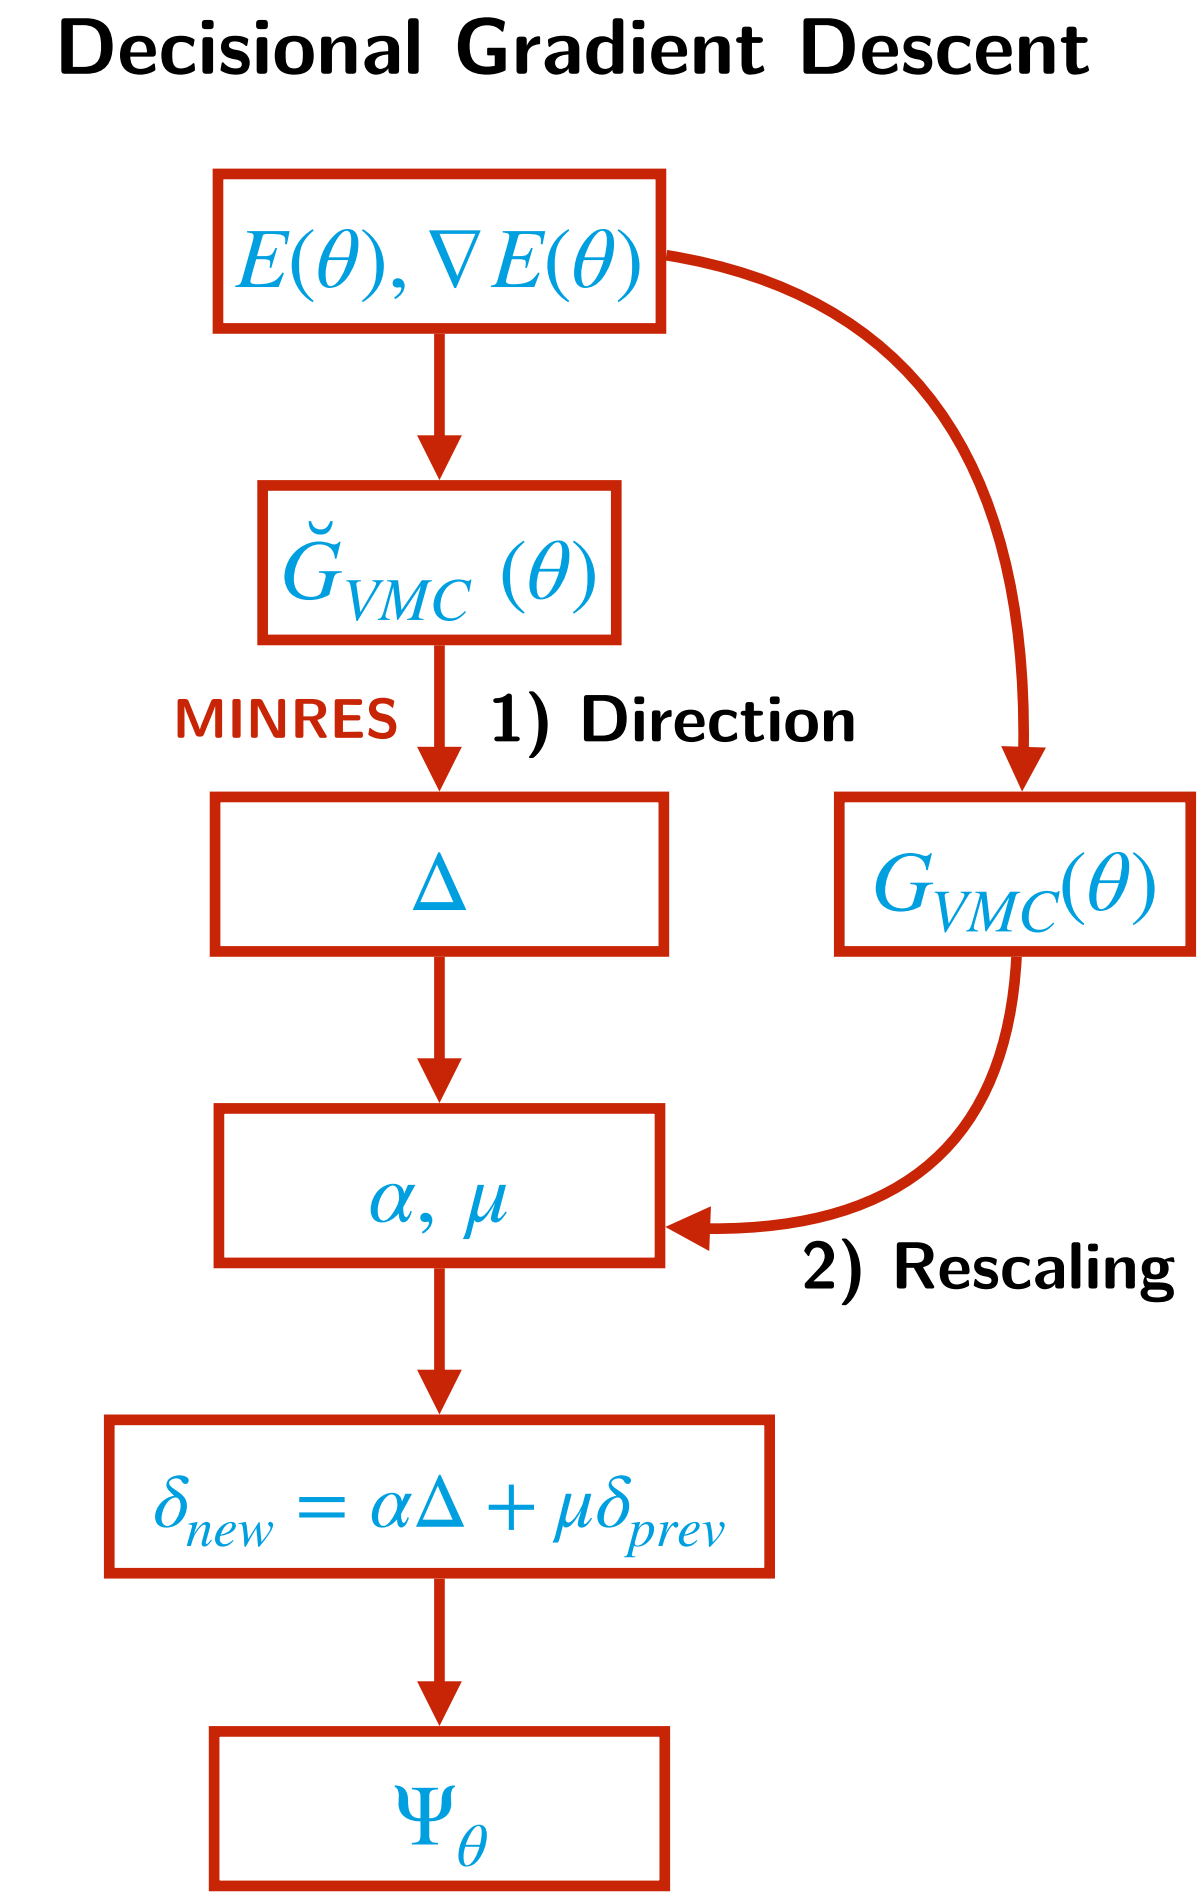 Decisional Gradient Descent
E(θ), ∇E(θ)
Ğ_VMC (θ)
MINRES
1) Direction
Δ
G_VMC(θ)
α, μ
2) Rescaling
δ_new = αΔ + μδ_prev
Ψ_θ